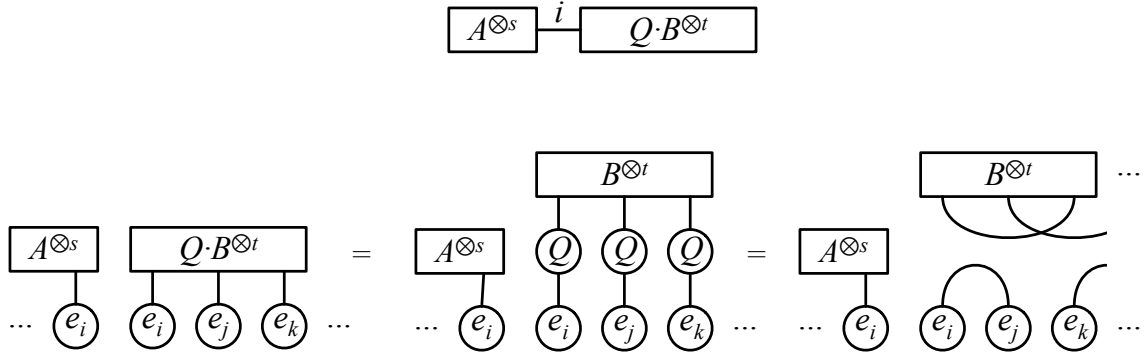 A⊗s i Q·B⊗t
B⊗t B⊗t ...
A⊗s Q·B⊗t = A⊗s Q Q Q = A⊗s
... e_i e_i e_j e_k ... ... e_i e_i e_j e_k ... ... e_i e_i e_j e_k ...